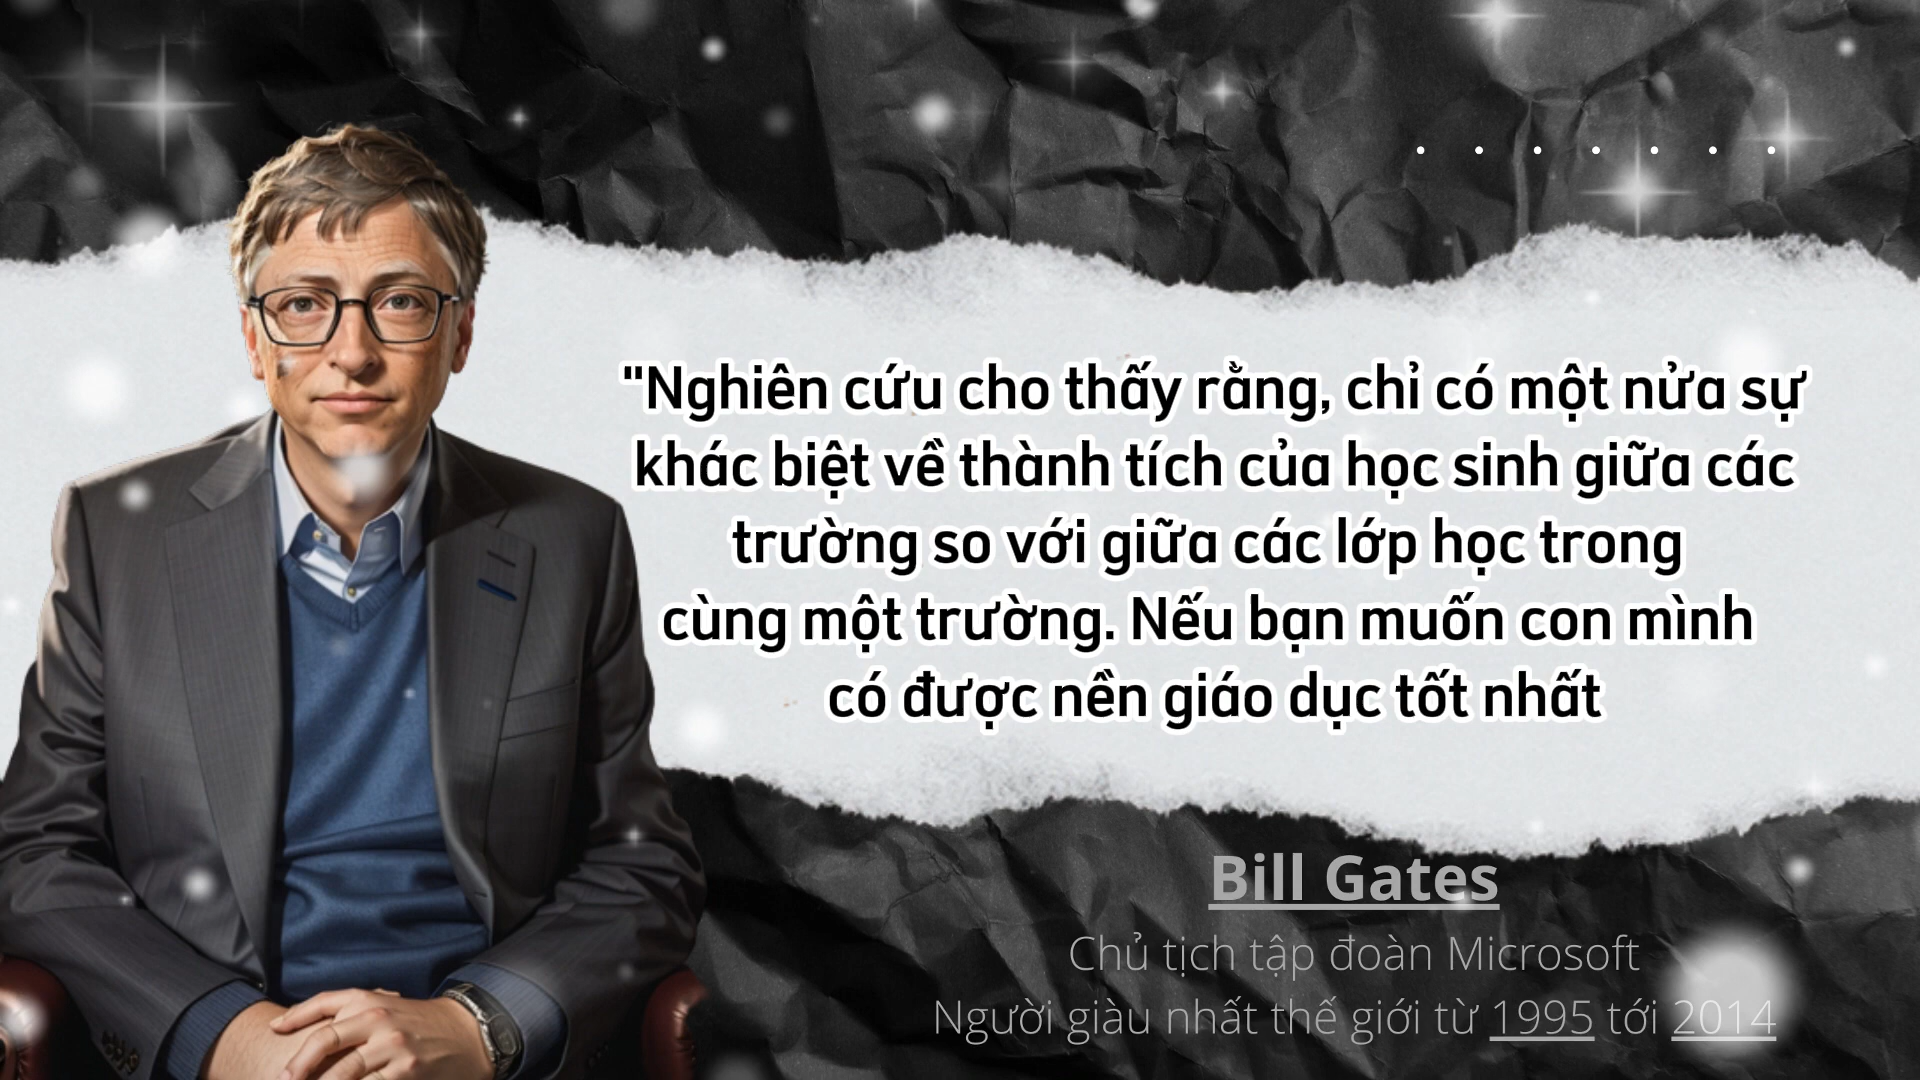 "Nghiên cứu cho thấy rằng, chỉ có một nửa sự
khác biệt về thành tích của học sinh giữa các
trường so với giữa các lớp học trong
cùng một trường. Nếu bạn muốn con mình
có được nền giáo dục tốt nhất
Bill Gates
Chủ tịch tập đoàn Microsoft
Người giàu nhất thế giới từ 1995 tới 2014